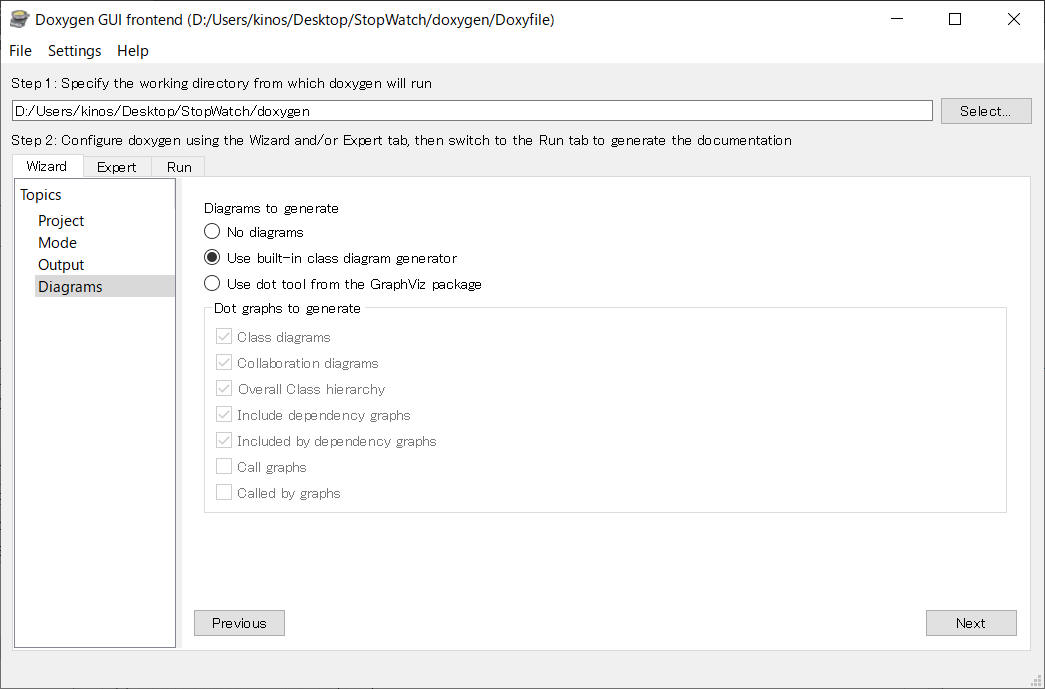 Doxygen GUI frontend (D:/Users/kinos/Desktop/StopWatch/doxygen/Doxyfile)
File Settings Help
Step 1: Specify the working directory from which doxygen will run
D:/Users/kinos/Desktop/StopWatch/doxygen Select...
Step 2: Configure doxygen using the Wizard and/or Expert tab, then switch to the Run tab to generate the documentation
Wizard Expert Run
Topics
Project
Mode
Output
Diagrams
Diagrams to generate
No diagrams
Use built-in class diagram generator
Use dot tool from the GraphViz package
Dot graphs to generate
Class diagrams
Collaboration diagrams
Overall Class hierarchy
Include dependency graphs
Included by dependency graphs
Call graphs
Called by graphs
Previous Next